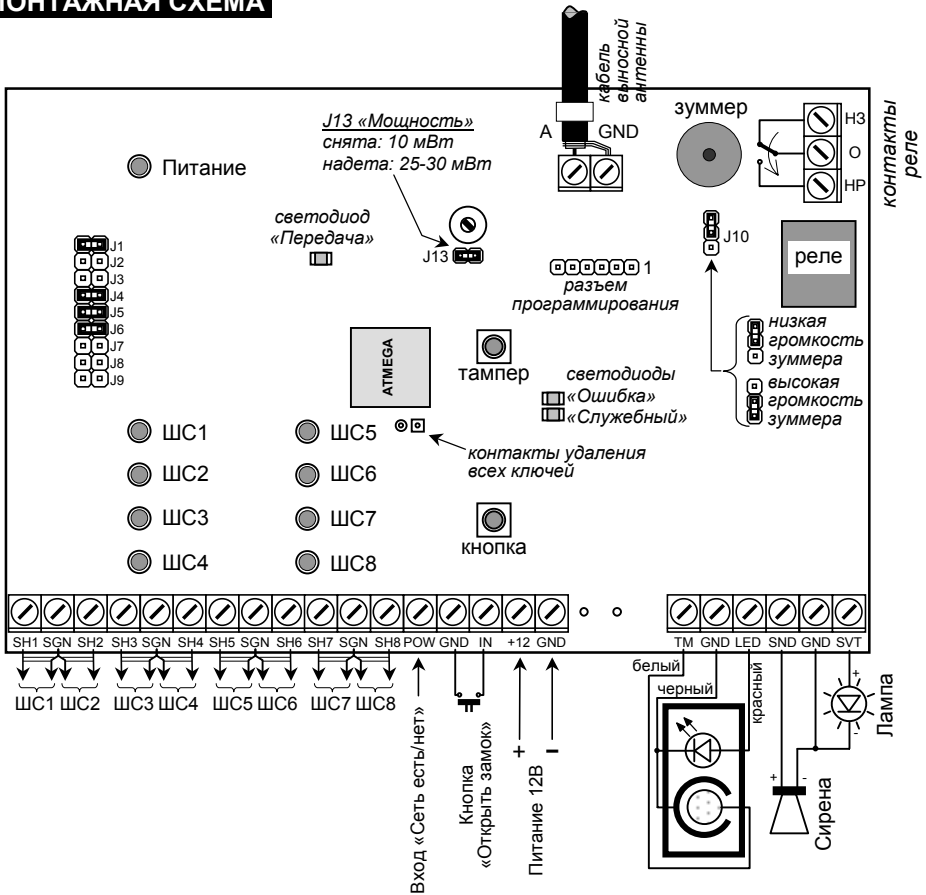 МОНТАЖНАЯ СХЕМА
кабель
выносной
антенны
A
GND
зуммер
НЗ
О
НР
контакты
реле
J13 «Мощность»
снята: 10 мВт
надета: 25-30 мВт
Питание
светодиод
«Передача»
J13
J10
реле
J1
J2
J3
J4
J5
J6
J7
J8
J9
1
разъем
программирования
ATMEGA
тампер
светодиоды
«Ошибка»
«Служебный»
низкая
громкость
зуммера
высокая
громкость
зуммера
контакты удаления
всех ключей
ШС1
ШС5
ШС2
ШС6
ШС3
ШС7
ШС4
ШС8
кнопка
SH1 SGN SH2 SH3 SGN SH4 SH5 SGN SH6 SH7 SGN SH8 POW GND IN +12 GND
TM GND LED SND GND SVT
ШС1 ШС2 ШС3 ШС4 ШС5 ШС6 ШС7 ШС8
Вход «Сеть есть/нет»
Кнопка
«Открыть замок»
+
−
Питание 12В
белый
черный
красный
+
-
Сирена
+
-
Лампа